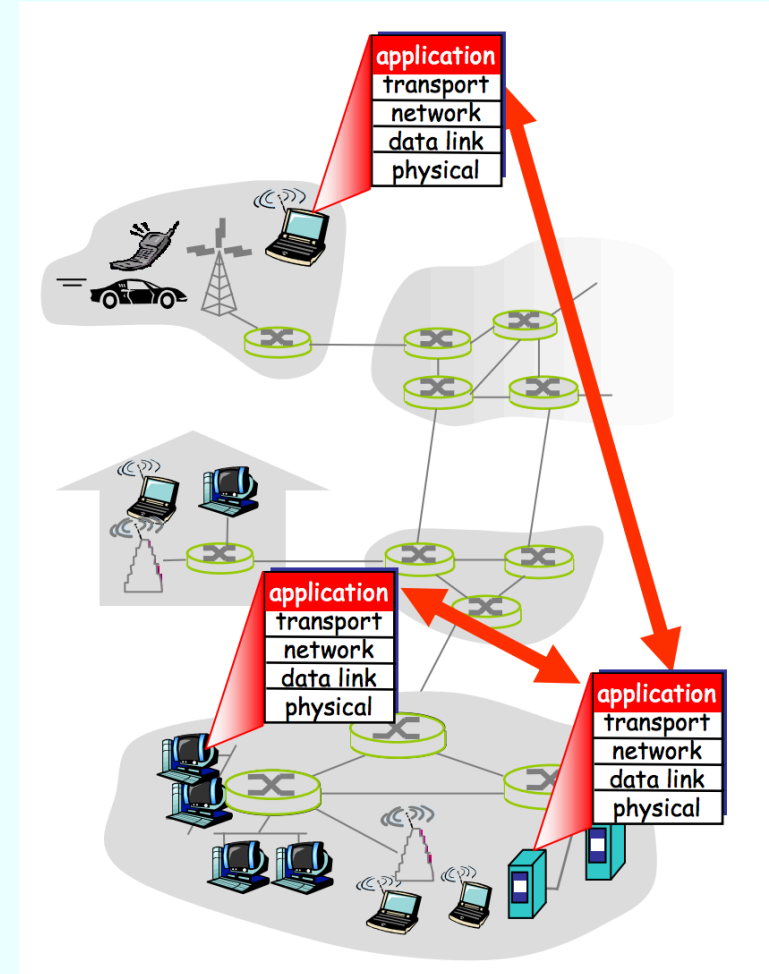 application
transport
network
data link
physical
application
transport
network
data link
physical
application
transport
network
data link
physical